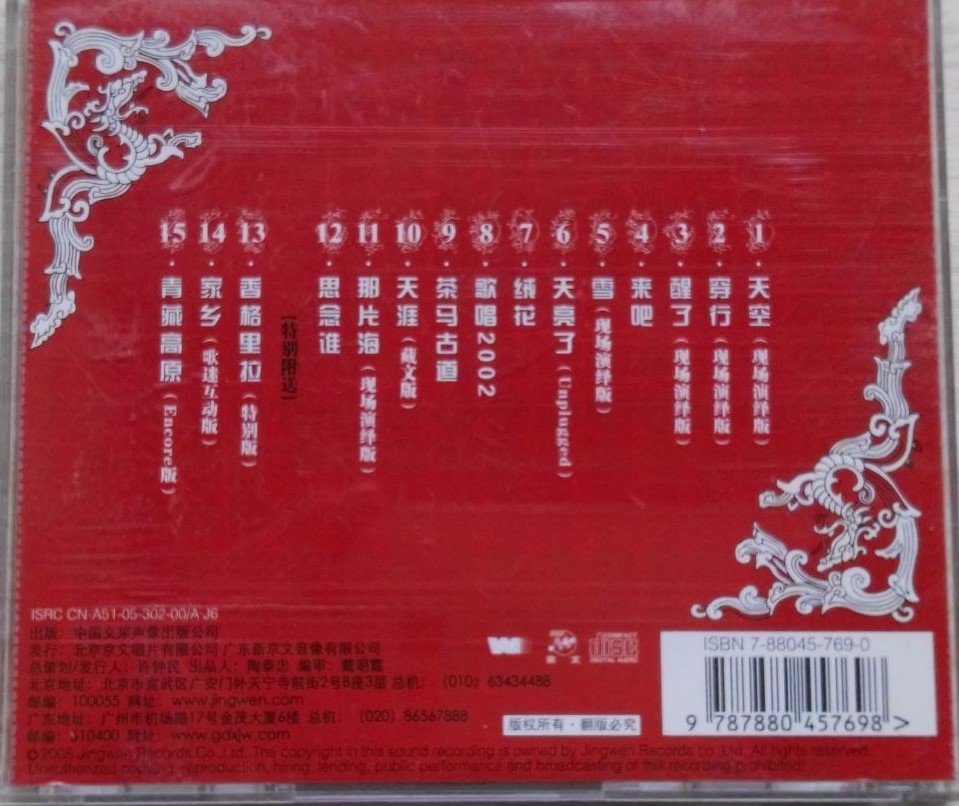 1·天空（现场演绎版）
2·穿行（现场演绎版）
3·醒了（现场演绎版）
4·来吧
5·雪（现场演绎版）
6·天亮了（Unplugged）
7·绒花
8·歌唱2002
9·茶马古道
10·天涯（藏文版）
11·那片海（现场演绎版）
12·思念谁
[特别附送]
13·香格里拉（特别版）
14·家乡（歌迷互动版）
15·青藏高原（Encore版）
ISRC CN-A51-05-302-00/A·J6
出版：中国文采声像出版公司
发行：北京京文唱片有限公司 广东新京文音像有限公司
总策划/发行人：许钟民 出品人：陶泰忠 编审：戴明霞
北京地址：北京市宣武区广安门外天宁寺前街2号B座3层 总机：（010）63434488
邮编：100055 网址：www.jingwen.com
广东地址：广州市机场路17号金茂大厦6楼 总机：（020）86567888
邮编：510400 网址：www.gdxjw.com
京文
COMPACT
disc
DIGITAL AUDIO
版权所有·翻版必究
ISBN 7-88045-769-0
9 787880 457698 >
©2006 Jingwen Records Co.,Ltd. The copyright in this sound recording is owned by Jingwen Records co.,Ltd. All rights reserved.
Unauthorized copying, reproduction, hiring, lending, public performance and broadcasting of this recording prohibited!